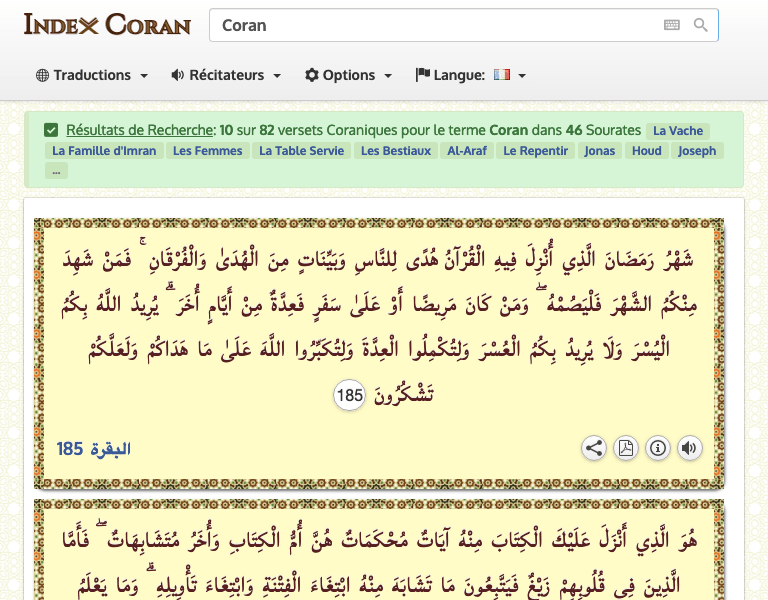 Index Coran
Coran
Traductions Récitateurs Options Langue:
Résultats de Recherche: 10 sur 82 versets Coraniques pour le terme Coran dans 46 Sourates La Vache
La Famille d'Imran Les Femmes La Table Servie Les Bestiaux Al-Araf Le Repentir Jonas Houd Joseph
...
شَهْرُ رَمَضَانَ الَّذِي أُنْزِلَ فِيهِ الْقُرْآنُ هُدًى لِلنَّاسِ وَبَيِّنَاتٍ مِنَ الْهُدَىٰ وَالْفُرْقَانِ ۚ فَمَنْ شَهِدَ
مِنْكُمُ الشَّهْرَ فَلْيَصُمْهُ ۖ وَمَنْ كَانَ مَرِيضًا أَوْ عَلَىٰ سَفَرٍ فَعِدَّةٌ مِنْ أَيَّامٍ أُخَرَ ۗ يُرِيدُ اللَّهُ بِكُمُ
الْيُسْرَ وَلَا يُرِيدُ بِكُمُ الْعُسْرَ وَلِتُكْمِلُوا الْعِدَّةَ وَلِتُكَبِّرُوا اللَّهَ عَلَىٰ مَا هَدَاكُمْ وَلَعَلَّكُمْ
تَشْكُرُونَ 185
البقرة 185
هُوَ الَّذِي أَنْزَلَ عَلَيْكَ الْكِتَابَ مِنْهُ آيَاتٌ مُحْكَمَاتٌ هُنَّ أُمُّ الْكِتَابِ وَأُخَرُ مُتَشَابِهَاتٌ ۖ فَأَمَّا
الَّذِينَ فِي قُلُوبِهِمْ زَيْغٌ فَيَتَّبِعُونَ مَا تَشَابَهَ مِنْهُ ابْتِغَاءَ الْفِتْنَةِ وَابْتِغَاءَ تَأْوِيلِهِ ۗ وَمَا يَعْلَمُ